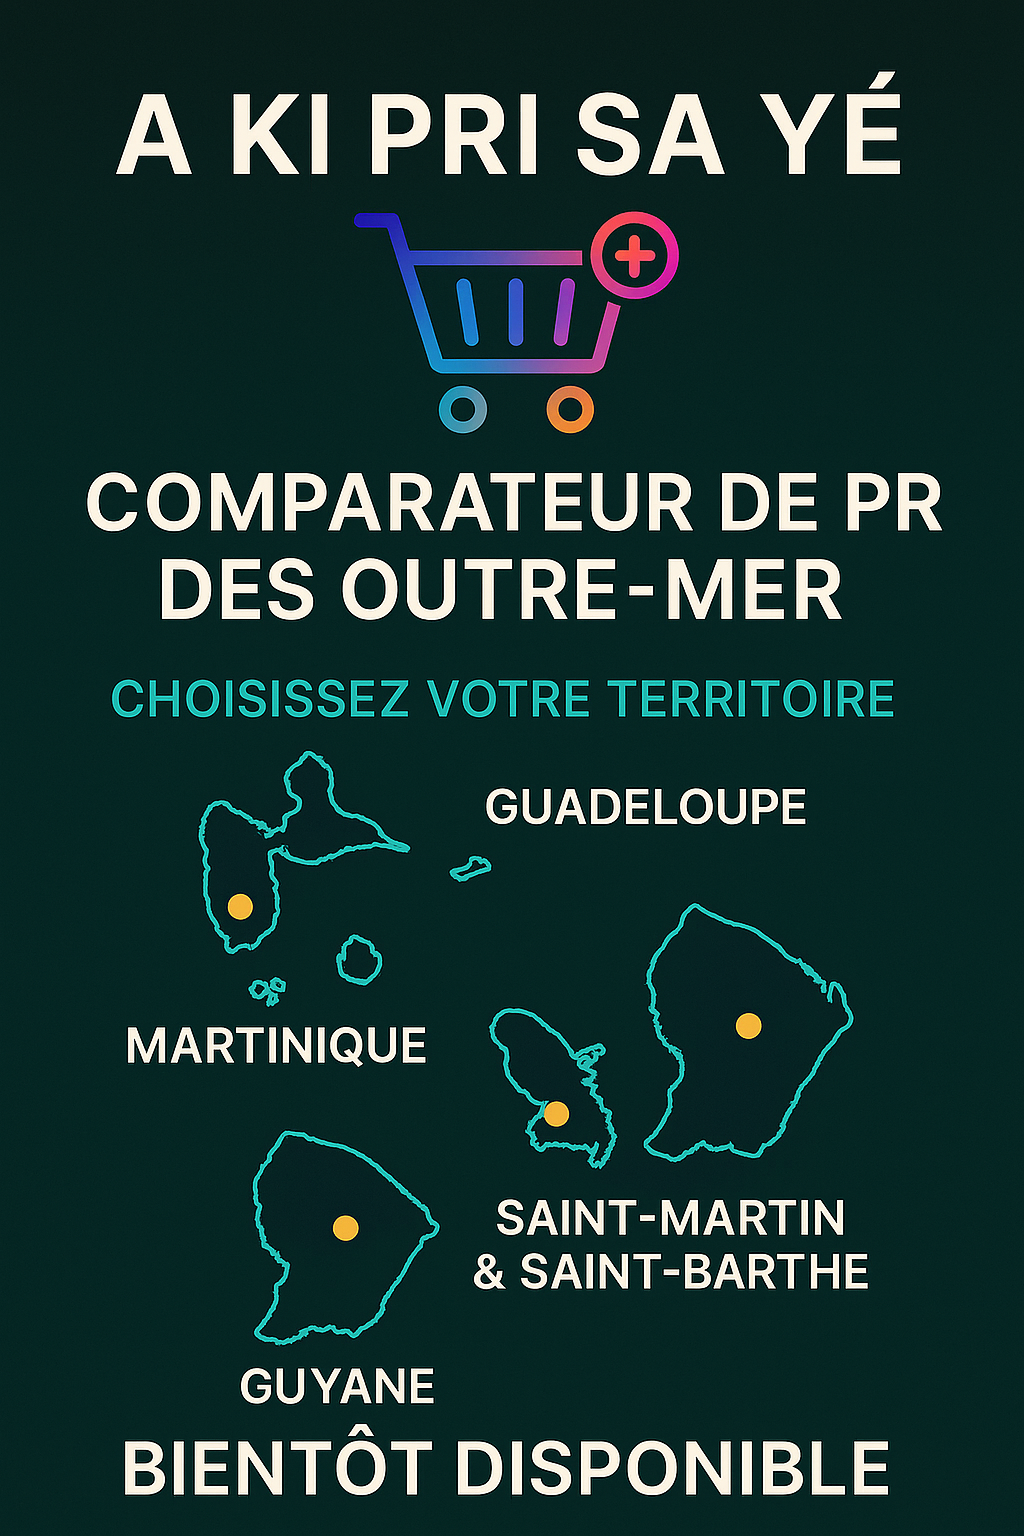 A KI PRI SA YÉ
COMPARATEUR DE PR
DES OUTRE-MER
CHOISISSEZ VOTRE TERRITOIRE
GUADELOUPE
MARTINIQUE
SAINT-MARTIN
& SAINT-BARTHE
GUYANE
BIENTÔT DISPONIBLE